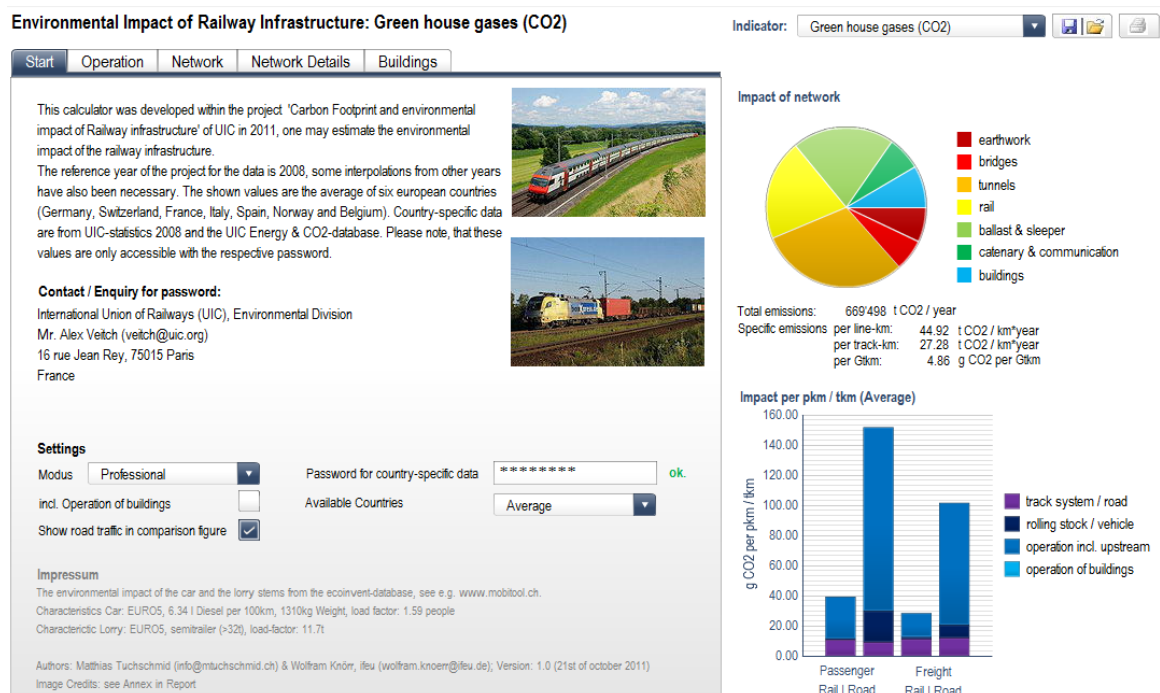 Environmental Impact of Railway Infrastructure: Green house gases (CO2)
Indicator: Green house gases (CO2)
Start Operation Network Network Details Buildings
This calculator was developed within the project 'Carbon Footprint and environmental
impact of Railway infrastructure' of UIC in 2011, one may estimate the environmental
impact of the railway infrastructure.
The reference year of the project for the data is 2008, some interpolations from other years
have also been necessary. The shown values are the average of six european countries
(Germany, Switzerland, France, Italy, Spain, Norway and Belgium). Country-specific data
are from UIC-statistics 2008 and the UIC Energy & CO2-database. Please note, that these
values are only accessible with the respective password.
Contact / Enquiry for password:
International Union of Railways (UIC), Environmental Division
Mr. Alex Veitch (veitch@uic.org)
16 rue Jean Rey, 75015 Paris
France
Settings
Modus Professional
Password for country-specific data ******** ok.
incl. Operation of buildings
Available Countries Average
Show road traffic in comparison figure
Impressum
The environmental impact of the car and the lorry stems from the ecoinvent-database, see e.g. www.mobitool.ch.
Characteristics Car: EURO5, 6.34 l Diesel per 100km, 1310kg Weight, load factor: 1.59 people
Characterictic Lorry: EURO5, semitrailer (>32t), load-factor: 11.7t
Authors: Matthias Tuchschmid (info@mtuchschmid.ch) & Wolfram Knörr, ifeu (wolfram.knoerr@ifeu.de); Version: 1.0 (21st of october 2011)
Image Credits: see Annex in Report
Impact of network
earthwork
bridges
tunnels
rail
ballast & sleeper
catenary & communication
buildings
Total emissions: 669'498 t CO2 / year
Specific emissions per line-km: 44.92 t CO2 / km*year
per track-km: 27.28 t CO2 / km*year
per Gtkm: 4.86 g CO2 per Gtkm
Impact per pkm / tkm (Average)
g CO2 per pkm / tkm
160.00
140.00
120.00
100.00
80.00
60.00
40.00
20.00
0.00
Passenger Freight
Rail | Road Rail | Road
track system / road
rolling stock / vehicle
operation incl. upstream
operation of buildings